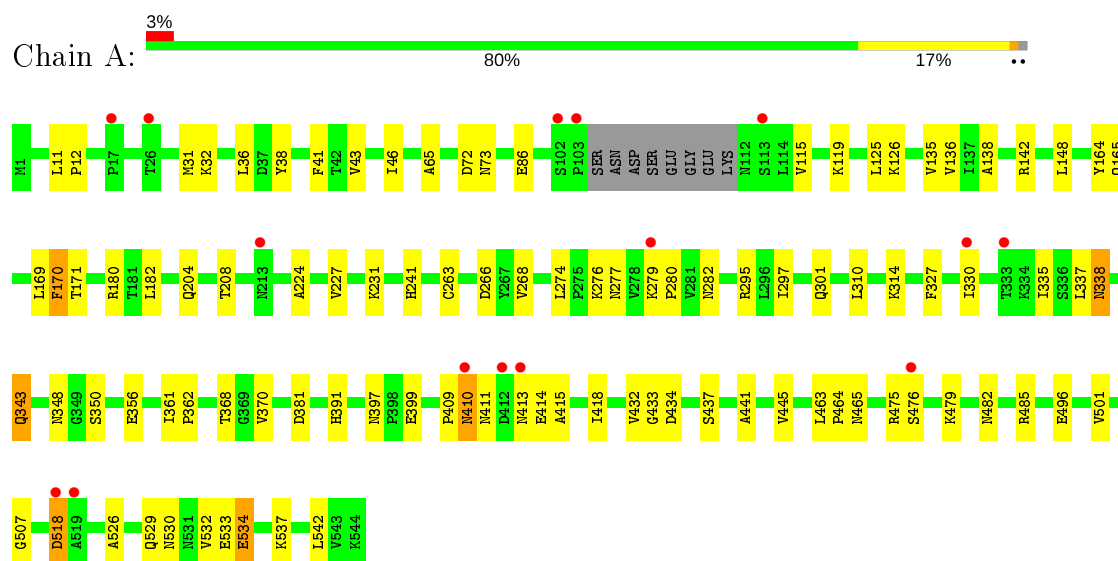 3%
Chain A:
80% 17% ••
M1 L11 P12 P17 T26 M31 K32 L36 D37 Y38 F41 T42 V43 I46 A65 D72 N73 E86 S102 P103 SER ASN ASP SER GLU GLY GLU LYS N112 S113 L114 V115 K119 L125 K126 V135 V136 I137 A138 R142 L148 Y164 Q165
L169 F170 T171 R180 T181 L182 Q204 T208 N213 A224 V227 K231 H241 C263 D266 Y267 V268 L274 P275 K276 N277 V278 K279 P280 V281 N282 R295 L296 I297 Q301 L310 K314 F327 I330 T333 K334 I335 S336 L337 N338
Q343 N348 G349 S350 E356 I361 P362 T368 G369 V370 D381 H391 N397 P398 E399 P409 N410 N411 D412 N413 E414 A415 I418 V432 G433 D434 S437 A441 V445 L463 P464 N465 R475 S476 K479 N482 R485 E496 V501
G507 D518 A519 A526 Q529 N530 N531 V532 E533 E534 K537 L542 V543 K544